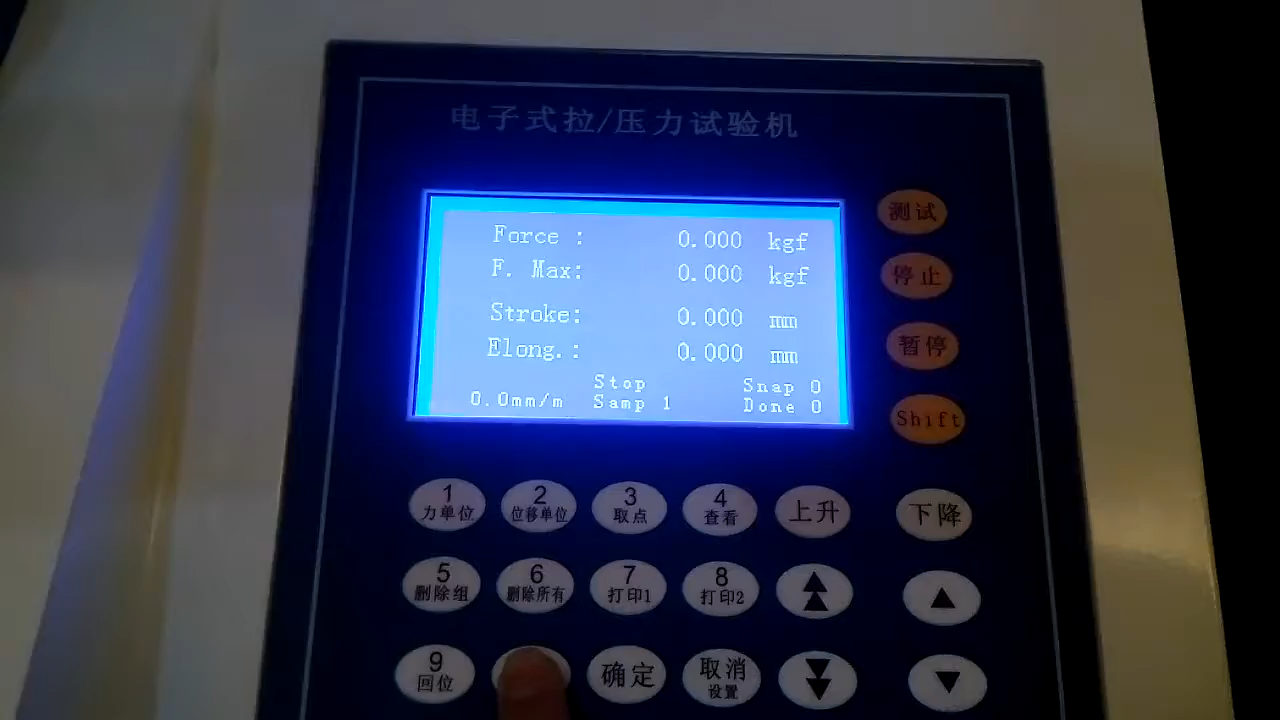 电子式拉/压力试验机
Force : 0.000 kgf
F. Max: 0.000 kgf
Stroke: 0.000 mm
Elong.: 0.000 mm
Stop Snap 0
0.0mm/m Samp 1 Done 0
测试
停止
暂停
Shift
1 2 3 4
力单位 位移单位 取点 查看 上升 下降
5 6 7 8
删除组 删除所有 打印1 打印2
9 确定 取消
回位 设置